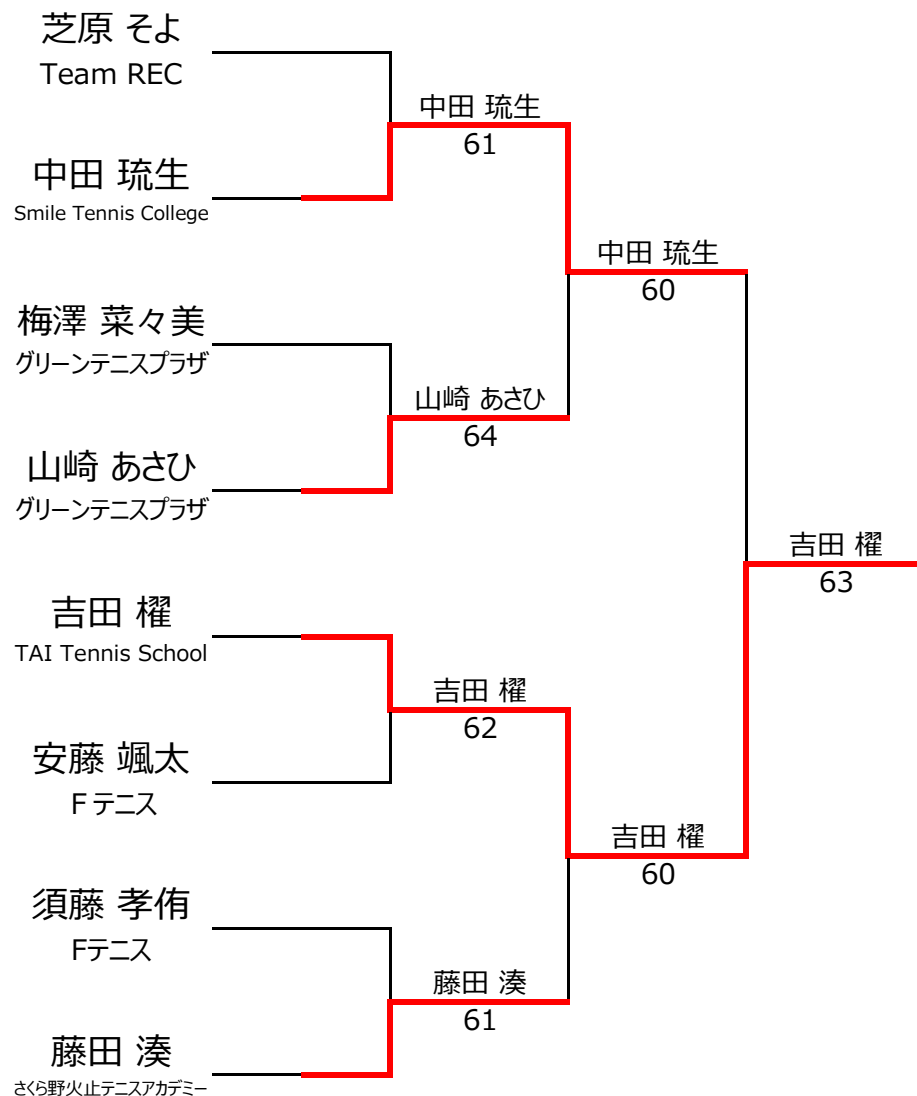 芝原 そよ
Team REC
中田 琉生
Smile Tennis College
梅澤 菜々美
グリーンテニスプラザ
山崎 あさひ
グリーンテニスプラザ
吉田 櫂
TAI Tennis School
安藤 颯太
F テニス
須藤 孝侑
Fテニス
藤田 湊
さくら野火止テニスアカデミー
中田 琉生
61
山崎 あさひ
64
吉田 櫂
62
藤田 湊
61
中田 琉生
60
吉田 櫂
60
吉田 櫂
63